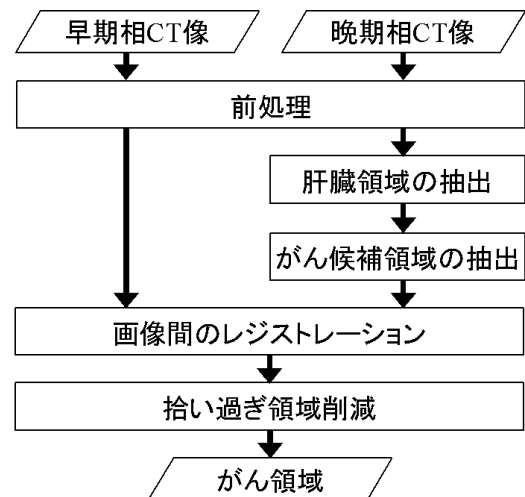 早期相CT像
晩期相CT像
前処理
肝臓領域の抽出
がん候補領域の抽出
画像間のレジストレーション
拾い過ぎ領域削減
がん領域